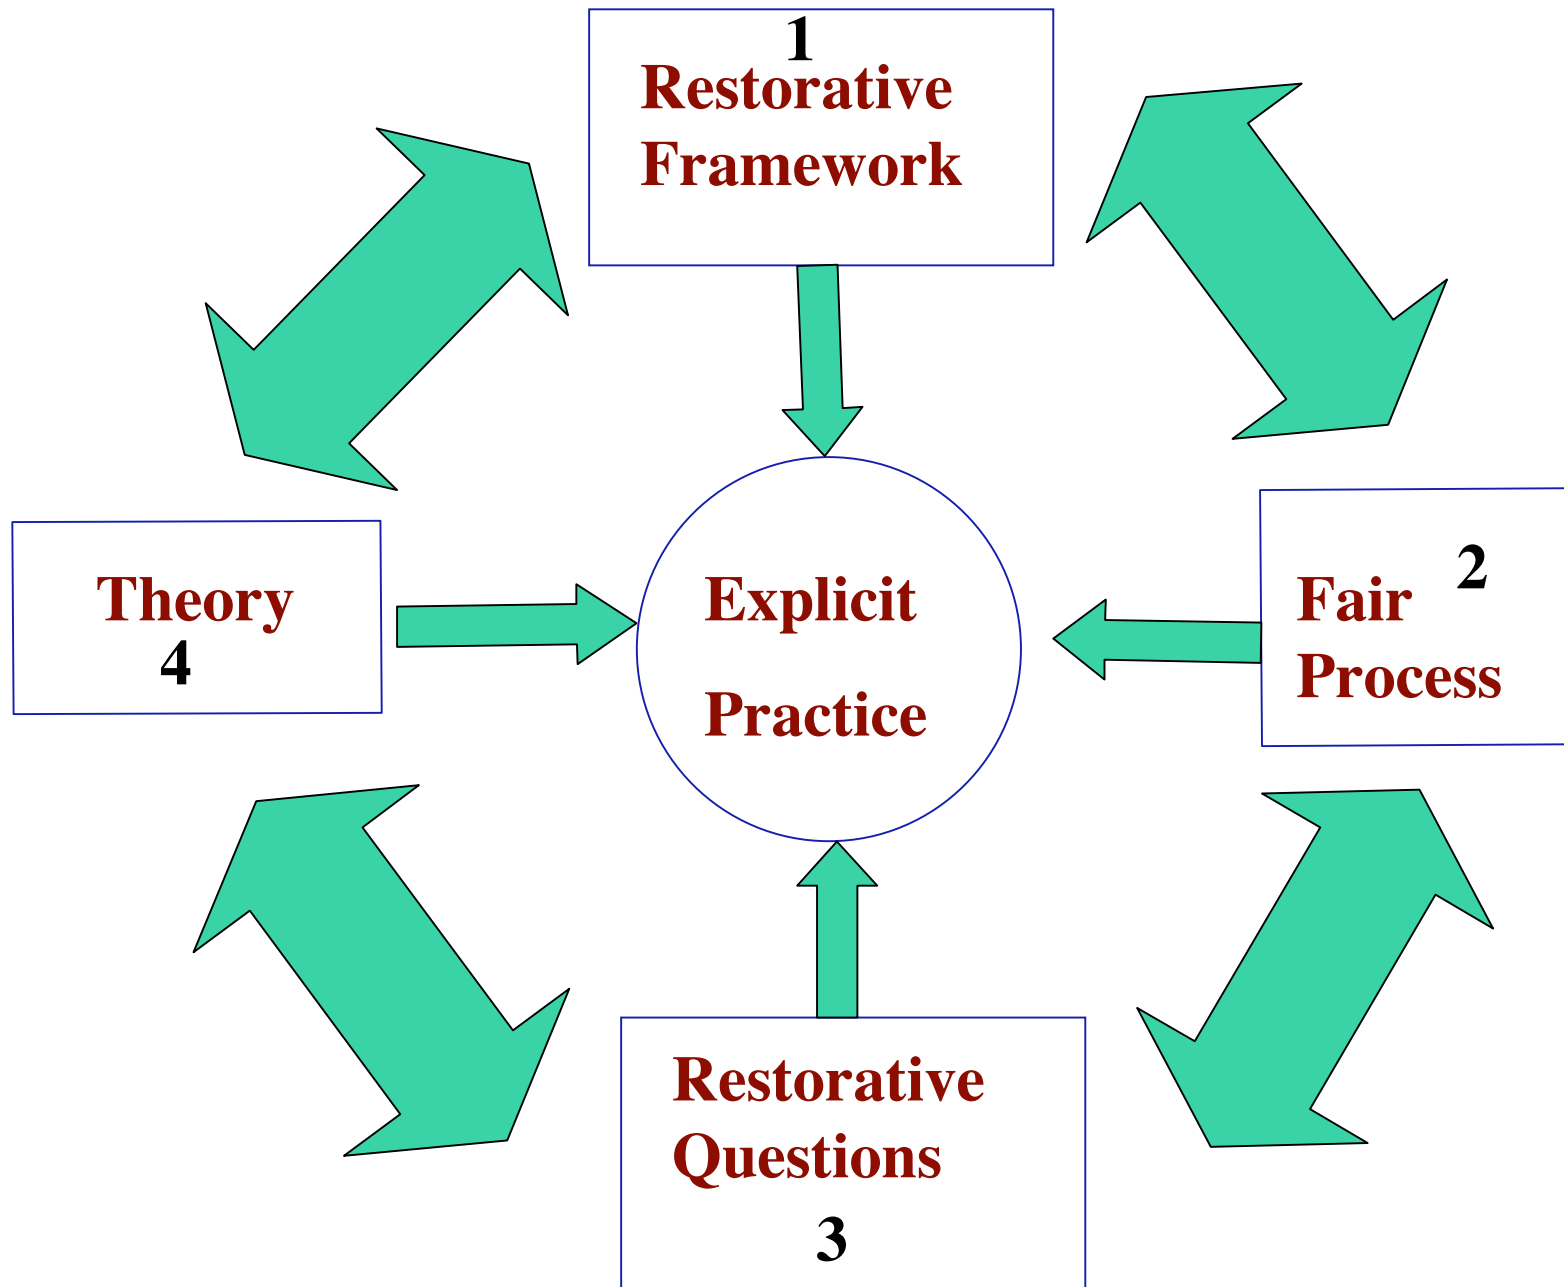 1
Restorative
Framework
Theory
4
Explicit
Practice
2
Fair
Process
Restorative
Questions
3